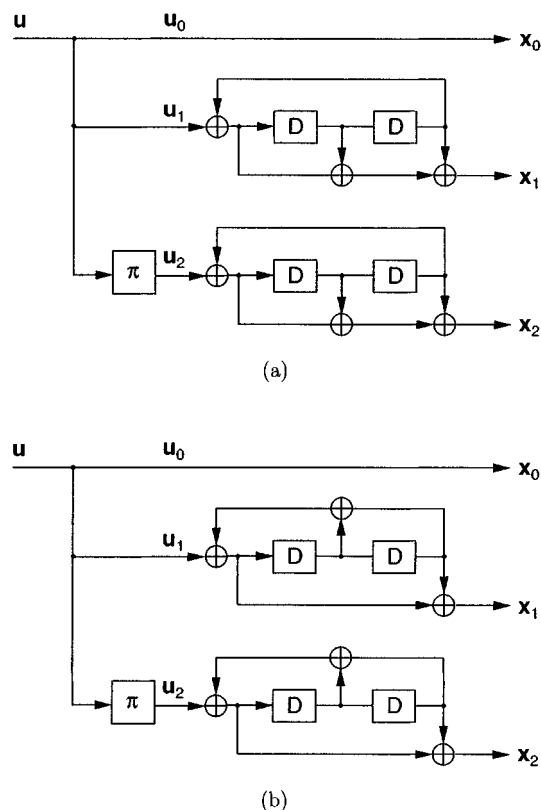 u u₀ x₀
u₁ D D
x₁
π u₂ D D
x₂
(a)
u u₀ x₀
u₁ D D
x₁
π u₂ D D
x₂
(b)